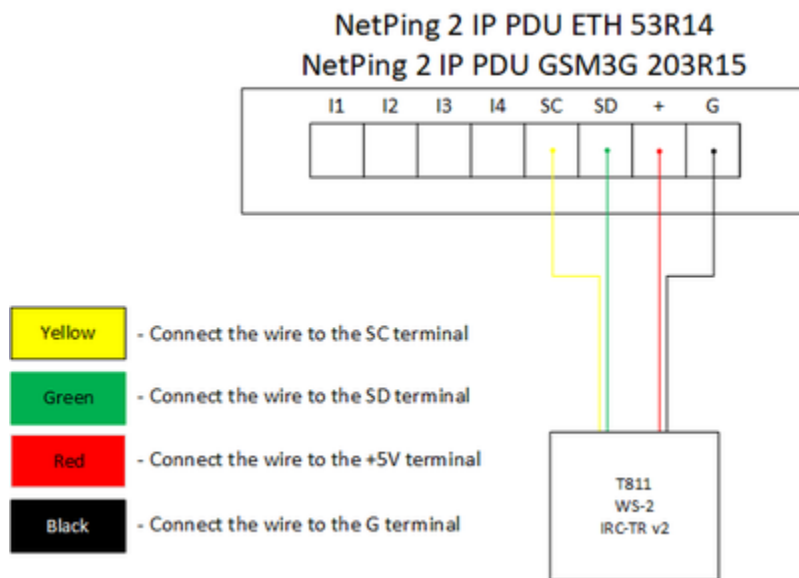 NetPing 2 IP PDU ETH 53R14
NetPing 2 IP PDU GSM3G 203R15
I1 I2 I3 I4 SC SD + G
Yellow - Connect the wire to the SC terminal
Green - Connect the wire to the SD terminal
Red - Connect the wire to the +5V terminal
Black - Connect the wire to the G terminal
T811
WS-2
IRC-TR v2